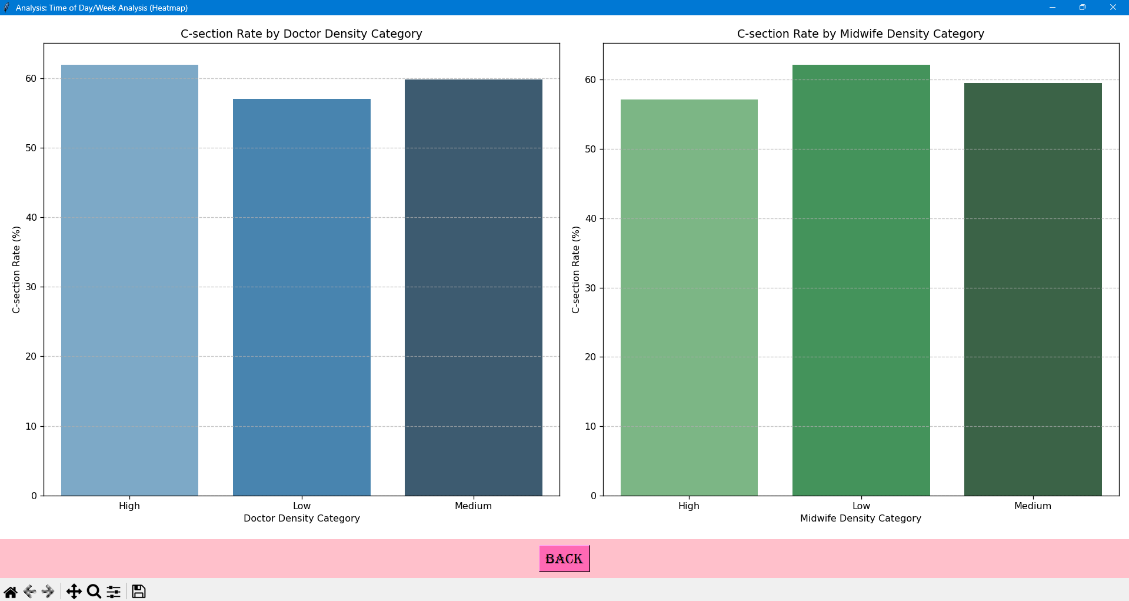 Analysis: Time of Day/Week Analysis (Heatmap)
C-section Rate by Doctor Density Category
C-section Rate (%)
60
50
40
30
20
10
0
High Low Medium
Doctor Density Category
C-section Rate by Midwife Density Category
C-section Rate (%)
60
50
40
30
20
10
0
High Low Medium
Midwife Density Category
BACK